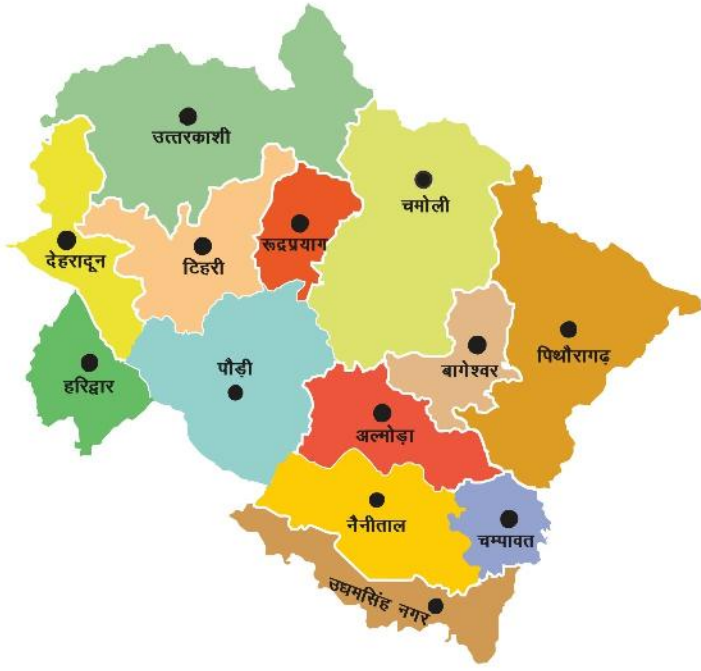 उत्तरकाशी
चमोली
देहरादून
टिहरी
रूद्रप्रयाग
हरिद्वार
पौड़ी
बागेश्वर
पिथौरागढ़
अल्मोड़ा
नैनीताल
चम्पावत
उधमसिंह नगर